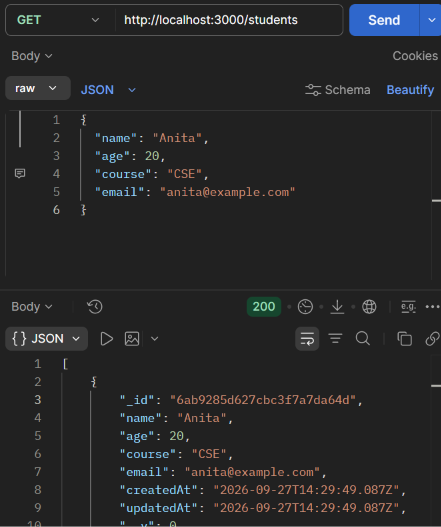 GET http://localhost:3000/students Send
Body Cookies
raw JSON Schema Beautify
1 {
2 "name": "Anita",
3 "age": 20,
4 "course": "CSE",
5 "email": "anita@example.com"
6 }
Body 200 e.g.
{} JSON
1 [
2 {
3 "_id": "6ab9285d627cbc3f7a7da64d",
4 "name": "Anita",
5 "age": 20,
6 "course": "CSE",
7 "email": "anita@example.com",
8 "createdAt": "2026-09-27T14:29:49.087Z",
9 "updatedAt": "2026-09-27T14:29:49.087Z",
10 "__v": 0